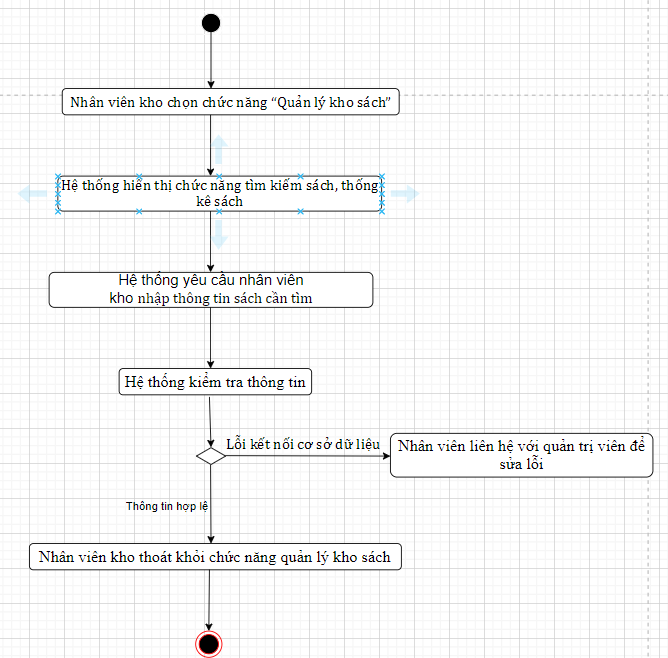 Nhân viên kho chọn chức năng “Quản lý kho sách”
Hệ thống hiển thị chức năng tìm kiếm sách, thống
kê sách
Hệ thống yêu cầu nhân viên
kho nhập thông tin sách cần tìm
Hệ thống kiểm tra thông tin
Lỗi kết nối cơ sở dữ liệu
Nhân viên liên hệ với quản trị viên để
sửa lỗi
Thông tin hợp lệ
Nhân viên kho thoát khỏi chức năng quản lý kho sách